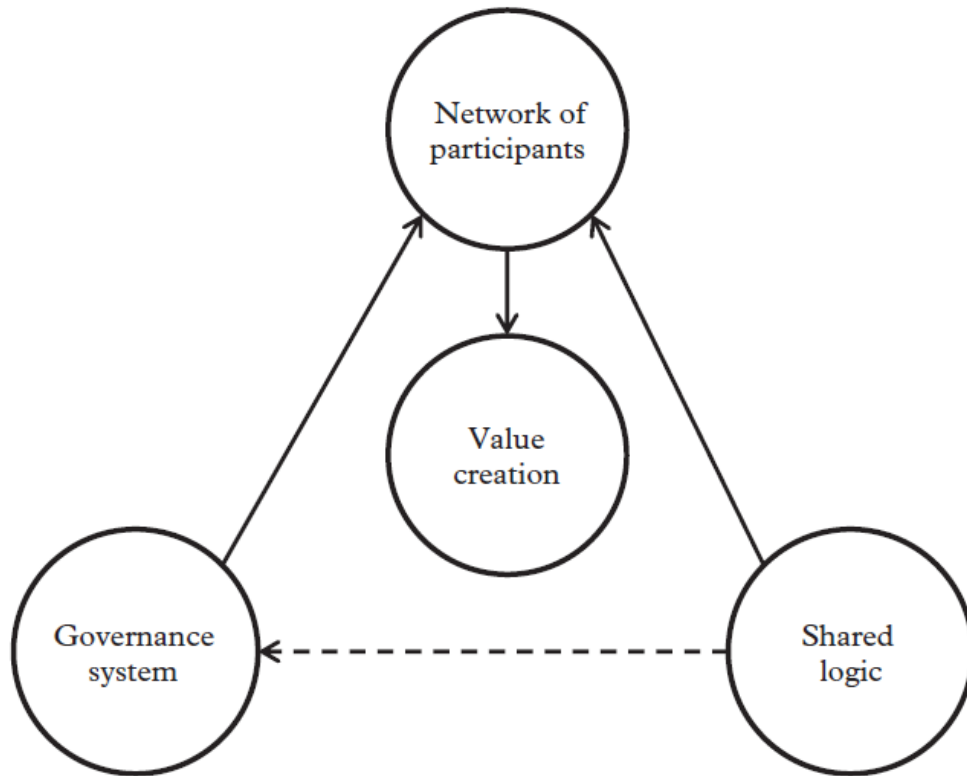 Network of
participants
Value
creation
Governance
system
Shared
logic